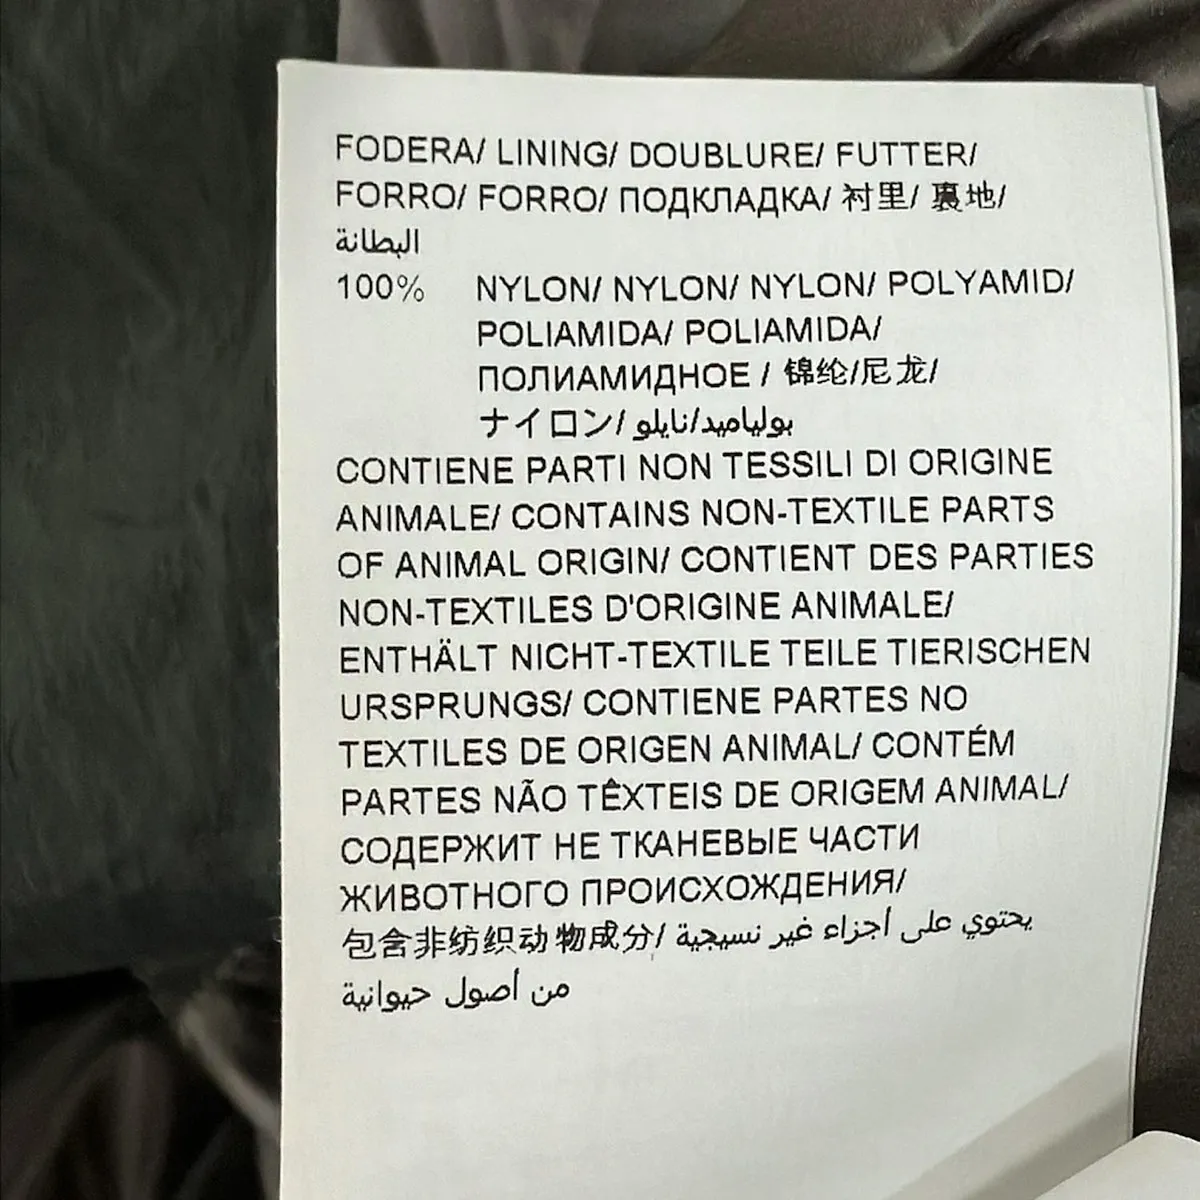 FODERA/ LINING/ DOUBLURE/ FUTTER/
FORRO/ FORRO/ ПОДКЛАДКА/ 衬里/ 裏地/
البطانة
100% NYLON/ NYLON/ NYLON/ POLYAMID/
POLIAMIDA/ POLIAMIDA/
ПОЛИАМИДНОЕ / 锦纶/尼龙/
ナイロン/ بولياميد/نايلو
CONTIENE PARTI NON TESSILI DI ORIGINE
ANIMALE/ CONTAINS NON-TEXTILE PARTS
OF ANIMAL ORIGIN/ CONTIENT DES PARTIES
NON-TEXTILES D'ORIGINE ANIMALE/
ENTHÄLT NICHT-TEXTILE TEILE TIERISCHEN
URSPRUNGS/ CONTIENE PARTES NO
TEXTILES DE ORIGEN ANIMAL/ CONTÉM
PARTES NÃO TÊXTEIS DE ORIGEM ANIMAL/
СОДЕРЖИТ НЕ ТКАНЕВЫЕ ЧАСТИ
ЖИВОТНОГО ПРОИСХОЖДЕНИЯ/
包含非纺织动物成分/ يحتوي على أجزاء غير نسيجية
من أصول حيوانية